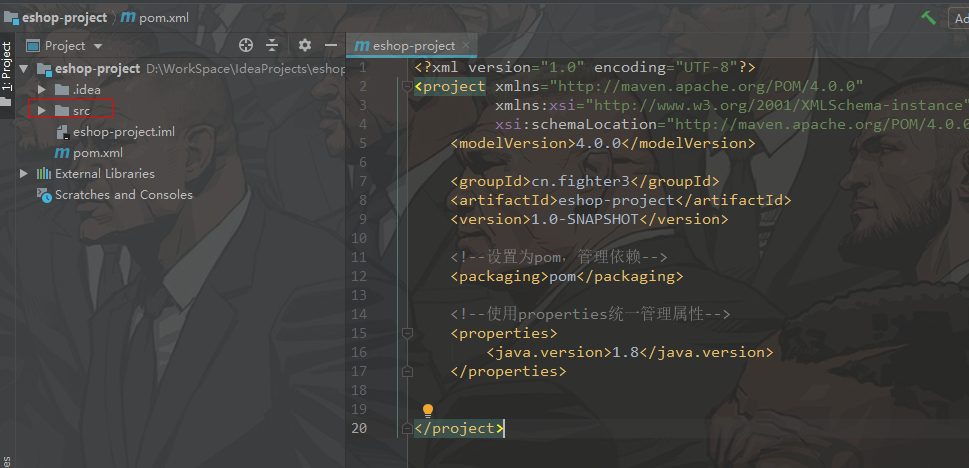 eshop-project pom.xml
Ad
1: Project
Project
eshop-project
eshop-project D:\WorkSpace\IdeaProjects\eshop
.idea
src
eshop-project.iml
pom.xml
External Libraries
Scratches and Consoles
1 <?xml version="1.0" encoding="UTF-8"?>
2 <project xmlns="http://maven.apache.org/POM/4.0.0"
3 xmlns:xsi="http://www.w3.org/2001/XMLSchema-instance"
4 xsi:schemaLocation="http://maven.apache.org/POM/4.0.0
5 <modelVersion>4.0.0</modelVersion>
6
7 <groupId>cn.fighter3</groupId>
8 <artifactId>eshop-project</artifactId>
9 <version>1.0-SNAPSHOT</version>
10
11 <!--设置为pom，管理依赖-->
12 <packaging>pom</packaging>
13
14 <!--使用properties统一管理属性-->
15 <properties>
16 <java.version>1.8</java.version>
17 </properties>
18
19
20 </project>